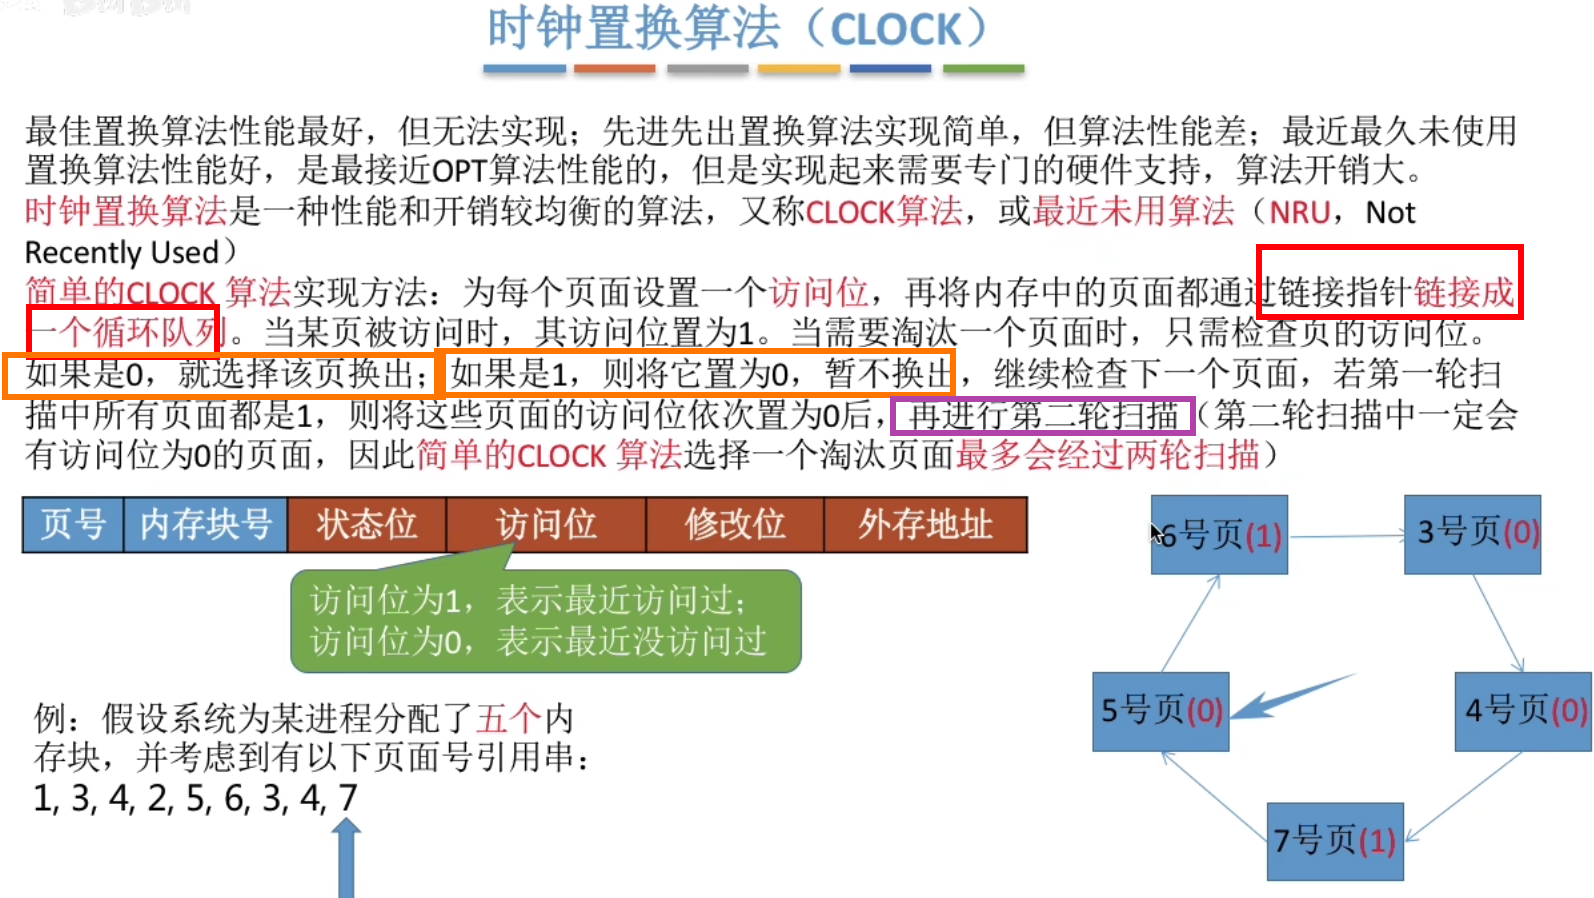 时钟置换算法（CLOCK）
最佳置换算法性能最好，但无法实现；先进先出置换算法实现简单，但算法性能差；最近最久未使用
置换算法性能好，是最接近OPT算法性能的，但是实现起来需要专门的硬件支持，算法开销大。
时钟置换算法是一种性能和开销较均衡的算法，又称CLOCK算法，或最近未用算法（NRU，Not
Recently Used）
简单的CLOCK 算法实现方法：为每个页面设置一个访问位，再将内存中的页面都通过链接指针链接成
一个循环队列。当某页被访问时，其访问位置为1。当需要淘汰一个页面时，只需检查页的访问位。
如果是0，就选择该页换出；如果是1，则将它置为0，暂不换出，继续检查下一个页面，若第一轮扫
描中所有页面都是1，则将这些页面的访问位依次置为0后，再进行第二轮扫描（第二轮扫描中一定会
有访问位为0的页面，因此简单的CLOCK 算法选择一个淘汰页面最多会经过两轮扫描）
页号 内存块号 状态位 访问位 修改位 外存地址
访问位为1，表示最近访问过；
访问位为0，表示最近没访问过
例：假设系统为某进程分配了五个内
存块，并考虑到有以下页面号引用串：
1, 3, 4, 2, 5, 6, 3, 4, 7
6号页(1)
3号页(0)
5号页(0)
4号页(0)
7号页(1)